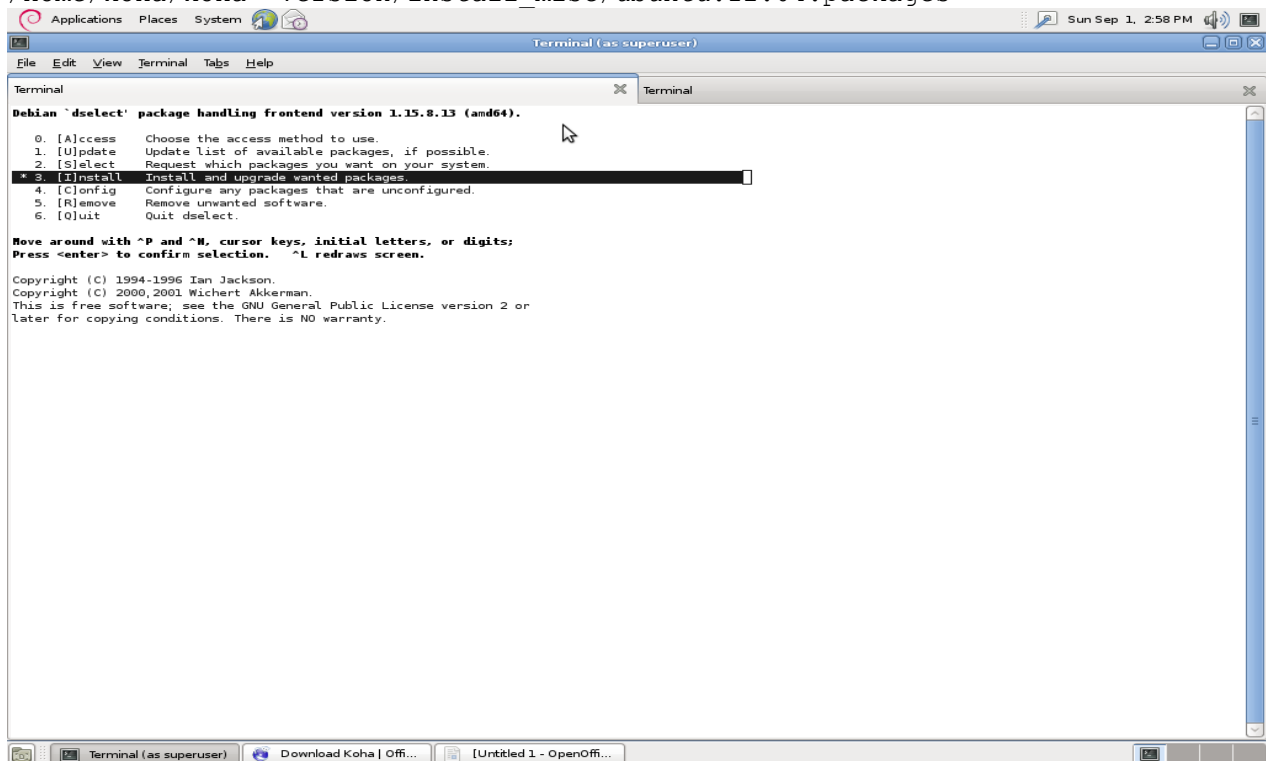 Applications Places System Sun Sep 1, 2:58 PM
Terminal (as superuser)
File Edit View Terminal Tabs Help
Terminal Terminal
Debian `dselect' package handling frontend version 1.15.8.13 (amd64).
0. [A]ccess Choose the access method to use.
1. [U]pdate Update list of available packages, if possible.
2. [S]elect Request which packages you want on your system.
* 3. [I]nstall Install and upgrade wanted packages.
4. [C]onfig Configure any packages that are unconfigured.
5. [R]emove Remove unwanted software.
6. [Q]uit Quit dselect.
Move around with ^P and ^N, cursor keys, initial letters, or digits;
Press <enter> to confirm selection. ^L redraws screen.
Copyright (C) 1994-1996 Ian Jackson.
Copyright (C) 2000,2001 Wichert Akkerman.
This is free software; see the GNU General Public License version 2 or
later for copying conditions. There is NO warranty.
Terminal (as superuser) Download Koha | Offi... [Untitled 1 - OpenOffi...